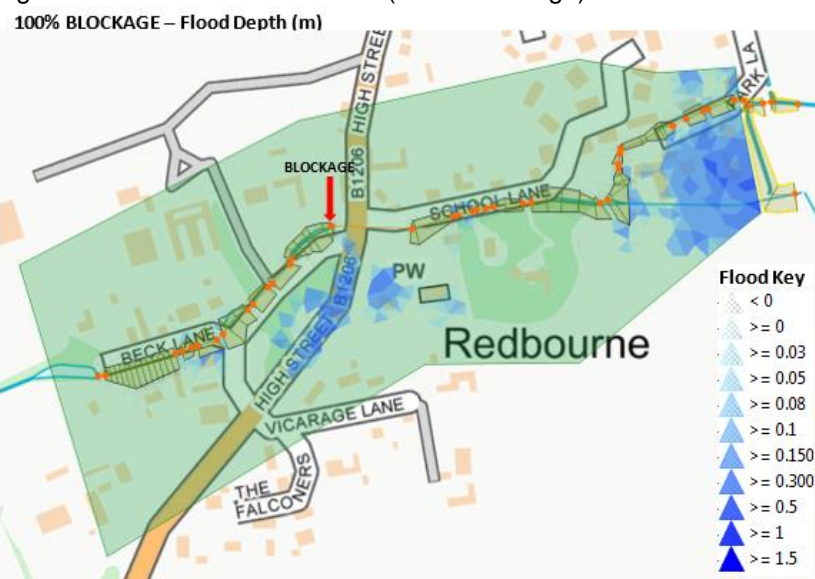 100% BLOCKAGE – Flood Depth (m)
HIGH STREE
ARK LA
BLOCKAGE
B1206
SCHOOL LANE
PW
B1206
Flood Key
< 0
>= 0
>= 0.03
>= 0.05
>= 0.08
>= 0.1
>= 0.150
>= 0.300
>= 0.5
>= 1
>= 1.5
Redbourne
BECK LANE
HIGH STREET
VICARAGE LANE
THE
FALCONERS